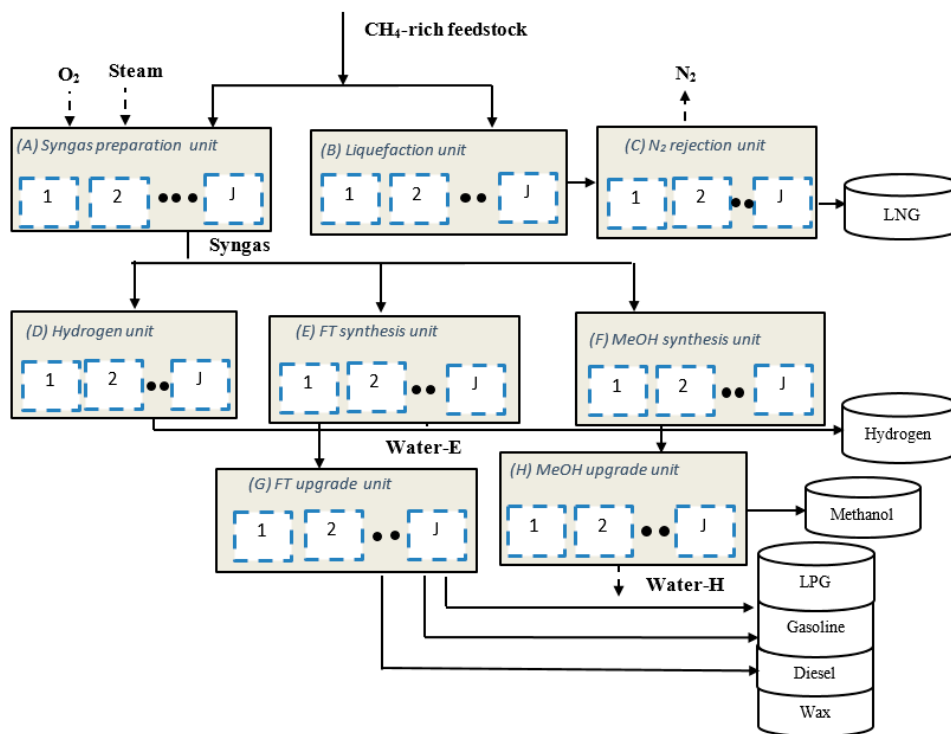 CH₄-rich feedstock
O₂
Steam
N₂
(A) Syngas preparation unit
1 2 J
(B) Liquefaction unit
1 2 J
(C) N₂ rejection unit
1 2 J
LNG
Syngas
(D) Hydrogen unit
1 2 J
(E) FT synthesis unit
1 2 J
(F) MeOH synthesis unit
1 2 J
Hydrogen
Water-E
(G) FT upgrade unit
1 2 J
(H) MeOH upgrade unit
1 2 J
Methanol
Water-H
LPG
Gasoline
Diesel
Wax